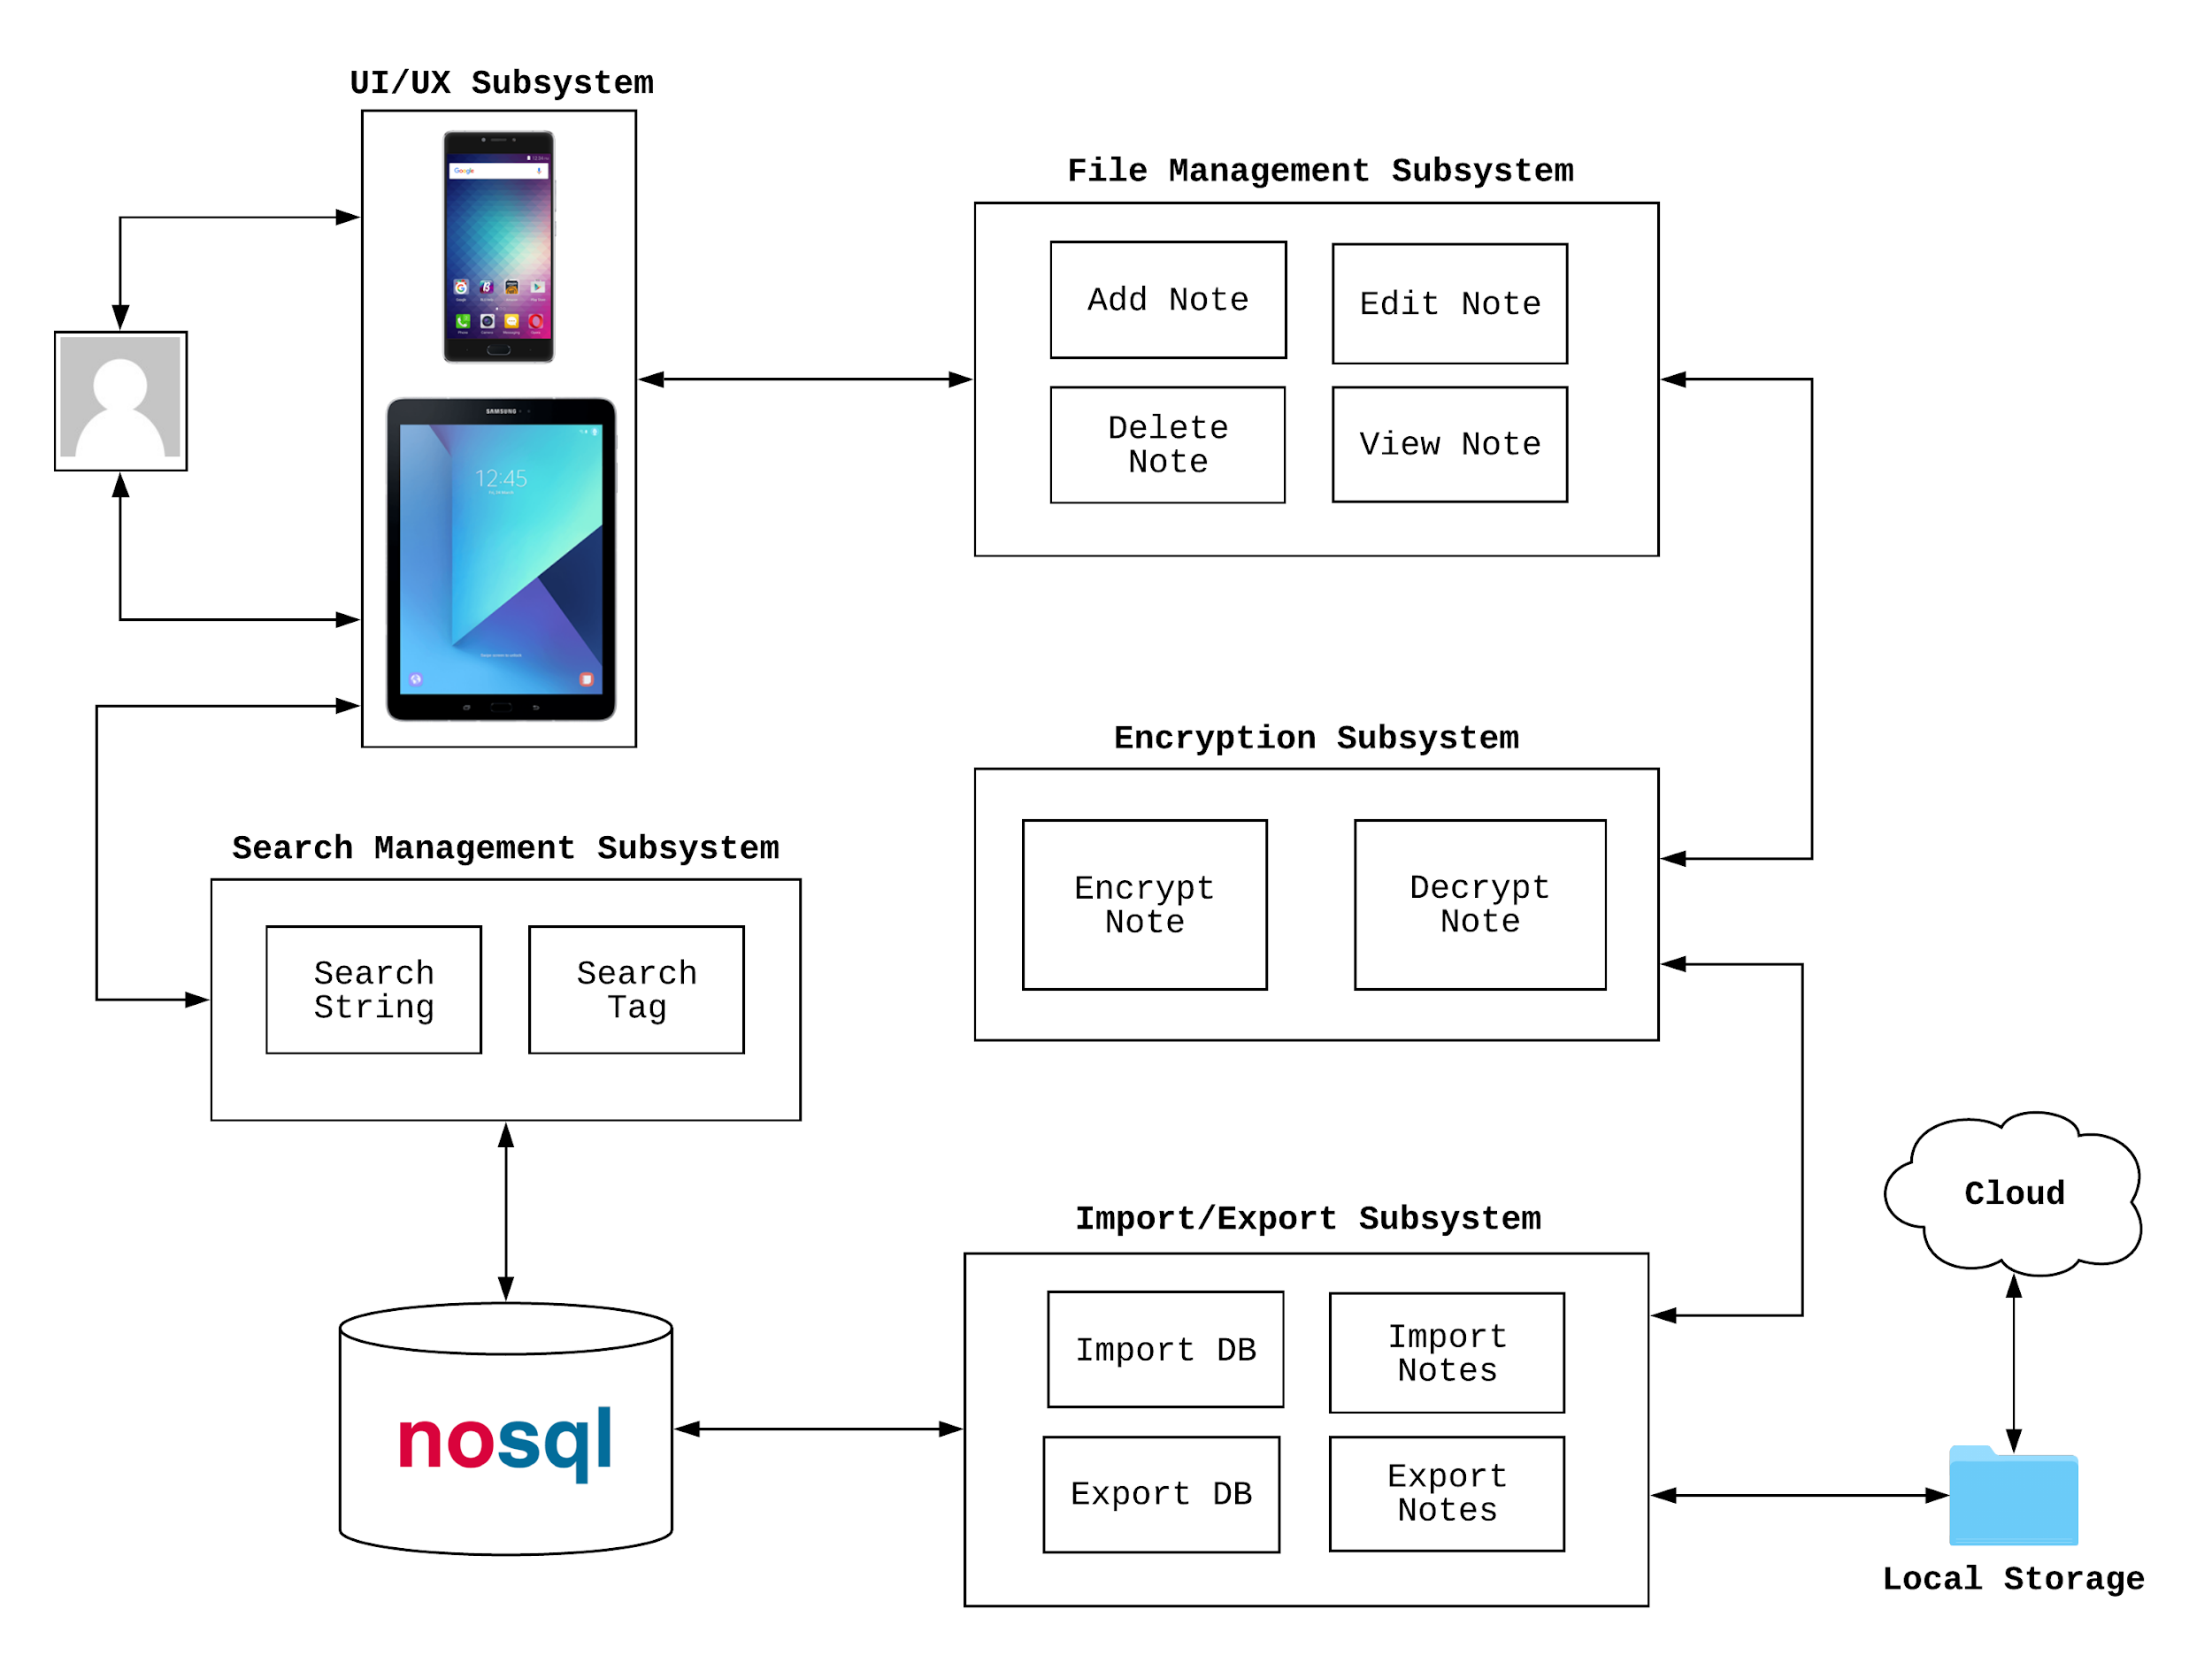 UI/UX Subsystem
Google
SAMSUNG
12:45
File Management Subsystem
Add Note
Edit Note
Delete
Note
View Note
Encryption Subsystem
Encrypt
Note
Decrypt
Note
Search Management Subsystem
Search
String
Search
Tag
nosql
Import/Export Subsystem
Import DB
Import
Notes
Export DB
Export
Notes
Cloud
Local Storage